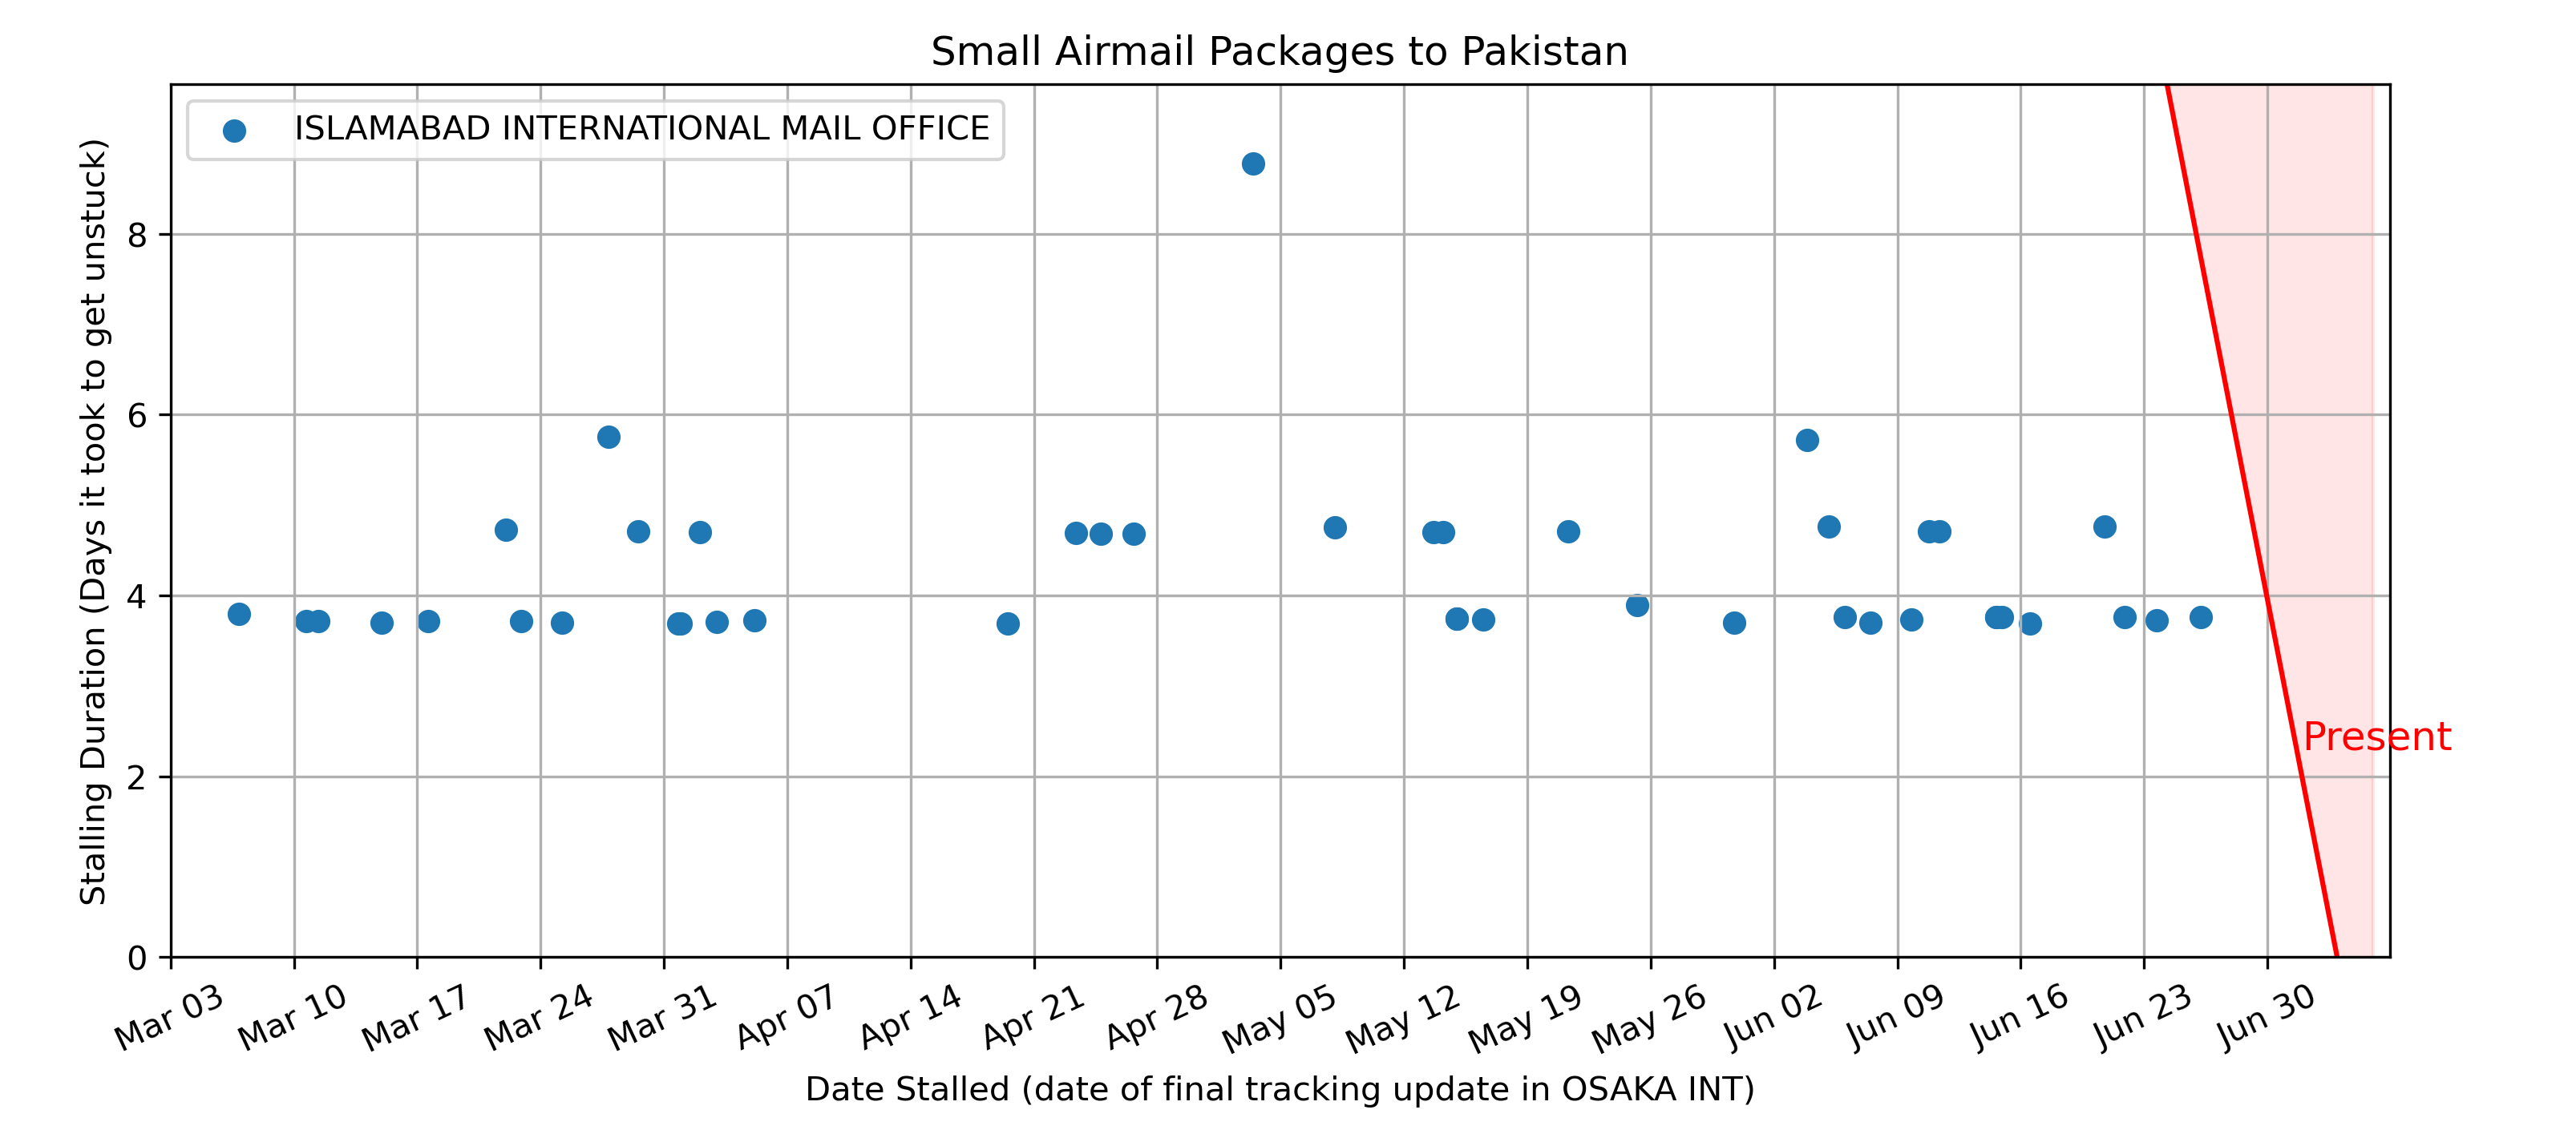 Small Airmail Packages to Pakistan
ISLAMABAD INTERNATIONAL MAIL OFFICE
Stalling Duration (Days it took to get unstuck)
8
6
4
2
0
Present
Mar 03 Mar 10 Mar 17 Mar 24 Mar 31 Apr 07 Apr 14 Apr 21 Apr 28 May 05 May 12 May 19 May 26 Jun 02 Jun 09 Jun 16 Jun 23 Jun 30
Date Stalled (date of final tracking update in OSAKA INT)